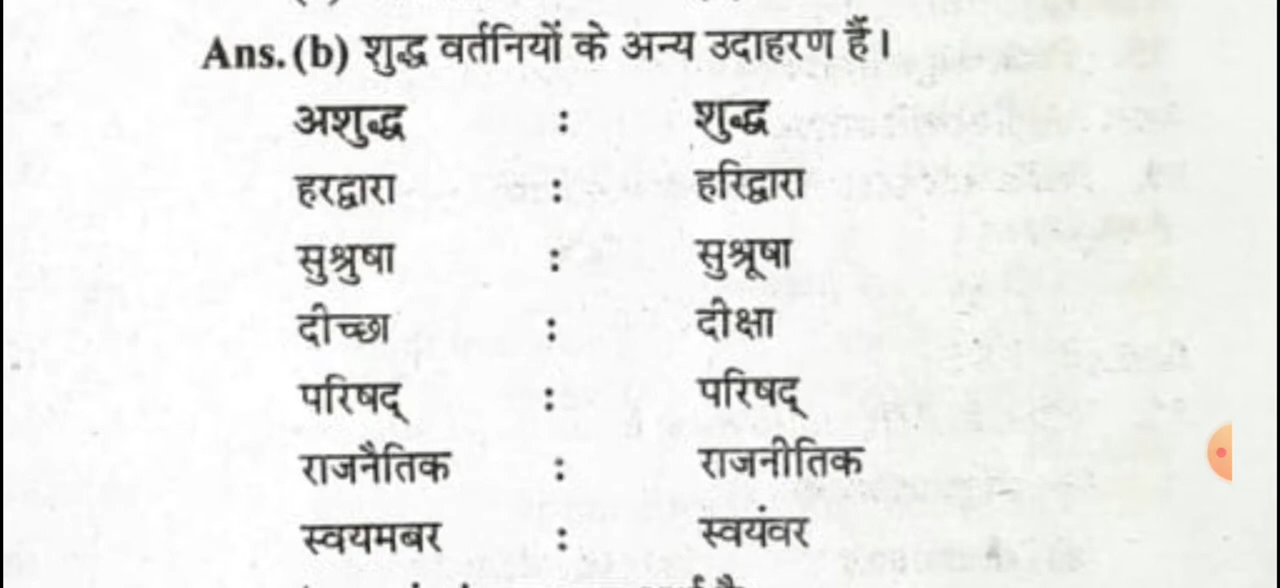 Ans. (b) शुद्ध वर्तनियों के अन्य उदाहरण हैं।
अशुद्ध : शुद्ध
हरद्वारा : हरिद्वारा
सुश्रुषा : सुश्रूषा
दीच्छा : दीक्षा
परिषद् : परिषद्
राजनैतिक : राजनीतिक
स्वयमबर : स्वयंवर